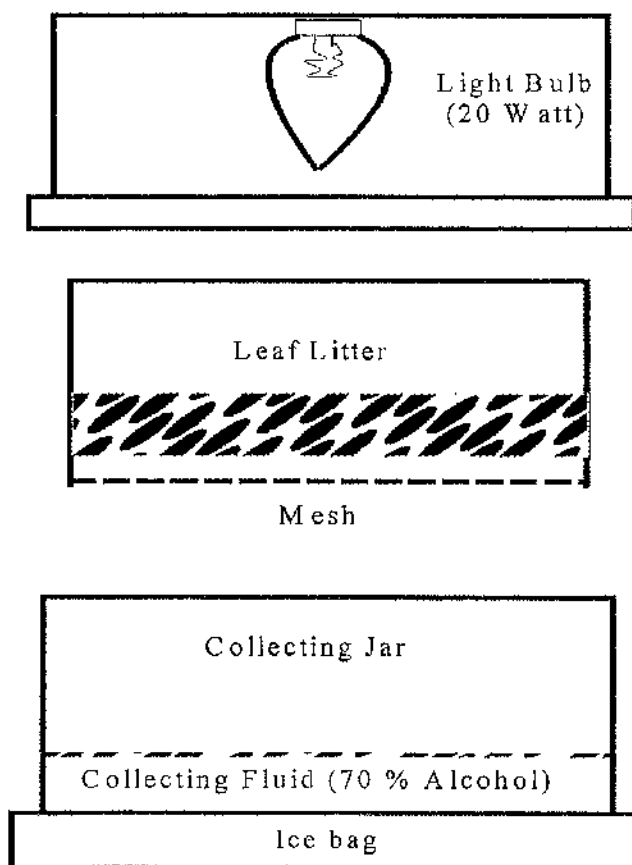 Light Bulb
(20 Watt)
Leaf Litter
Mesh
Collecting Jar
Collecting Fluid (70 % Alcohol)
Ice bag